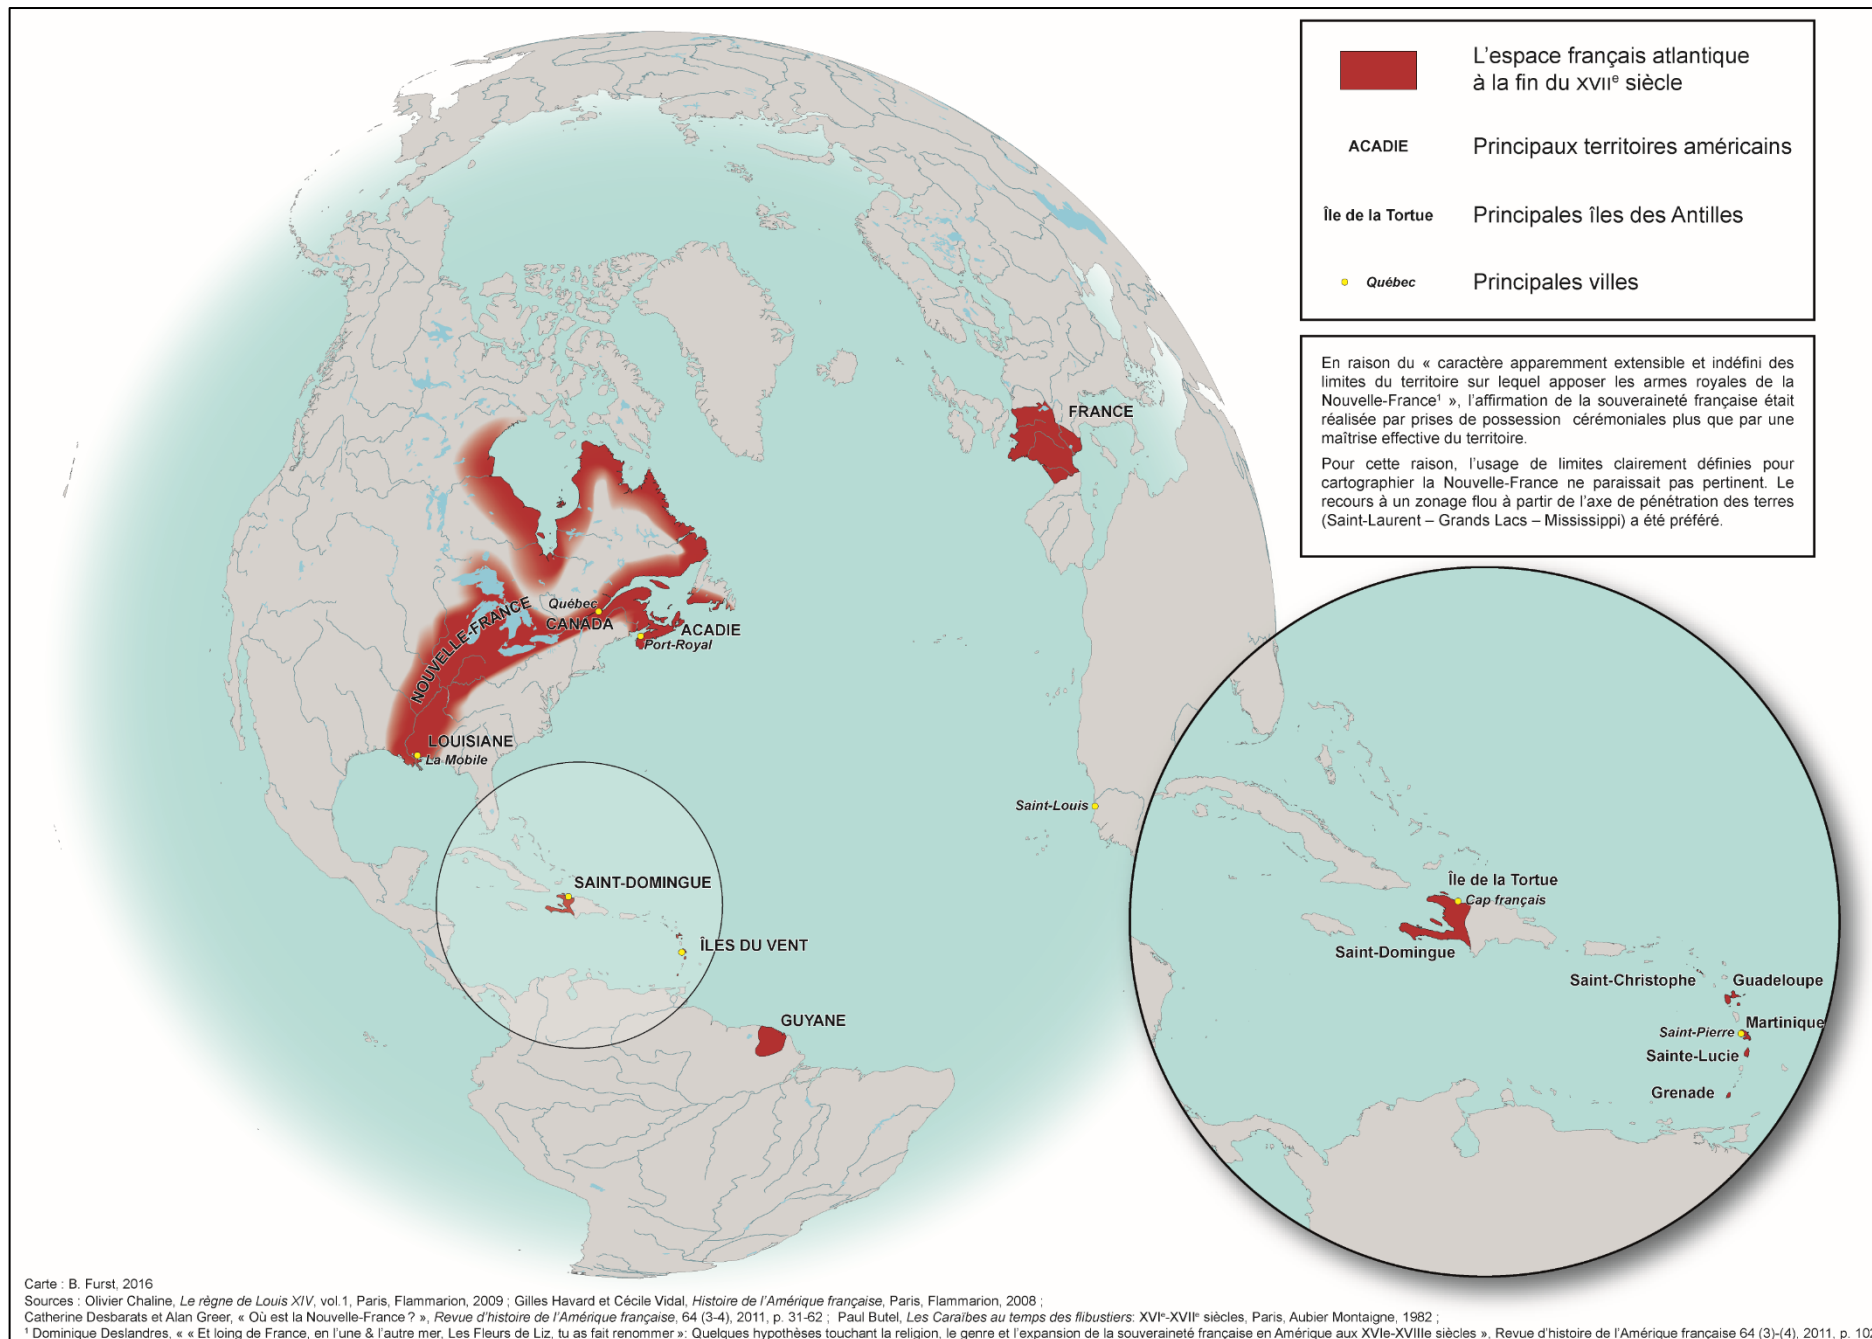 L'espace français atlantique
à la fin du XVIIᵉ siècle
ACADIE
Principaux territoires américains
Île de la Tortue
Principales îles des Antilles
Québec
Principales villes
En raison du « caractère apparemment extensible et indéfini des
limites du territoire sur lequel apposer les armes royales de la
Nouvelle-France¹ », l'affirmation de la souveraineté française était
réalisée par prises de possession cérémoniales plus que par une
maîtrise effective du territoire.
Pour cette raison, l'usage de limites clairement définies pour
cartographier la Nouvelle-France ne paraissait pas pertinent. Le
recours à un zonage flou à partir de l'axe de pénétration des terres
(Saint-Laurent – Grands Lacs – Mississippi) a été préféré.
FRANCE
NOUVELLE-FRANCE
Québec
CANADA
ACADIE
Port-Royal
LOUISIANE
La Mobile
Saint-Louis
SAINT-DOMINGUE
ÎLES DU VENT
GUYANE
Île de la Tortue
Cap français
Saint-Domingue
Saint-Christophe
Guadeloupe
Saint-Pierre
Martinique
Sainte-Lucie
Grenade
Carte : B. Furst, 2016
Sources : Olivier Chaline, Le règne de Louis XIV, vol.1, Paris, Flammarion, 2009 ; Gilles Havard et Cécile Vidal, Histoire de l'Amérique française, Paris, Flammarion, 2008 ;
Catherine Desbarats et Alan Greer, « Où est la Nouvelle-France ? », Revue d'histoire de l'Amérique française, 64 (3-4), 2011, p. 31-62 ; Paul Butel, Les Caraïbes au temps des flibustiers: XVIᵉ-XVIIᵉ siècles, Paris, Aubier Montaigne, 1982 ;
¹ Dominique Deslandres, « « Et loing de France, en l'une & l'autre mer, Les Fleurs de Liz, tu as fait renommer »: Quelques hypothèses touchant la religion, le genre et l'expansion de la souveraineté française en Amérique aux XVIe-XVIIIe siècles », Revue d'histoire de l'Amérique française 64 (3)-(4), 2011, p.